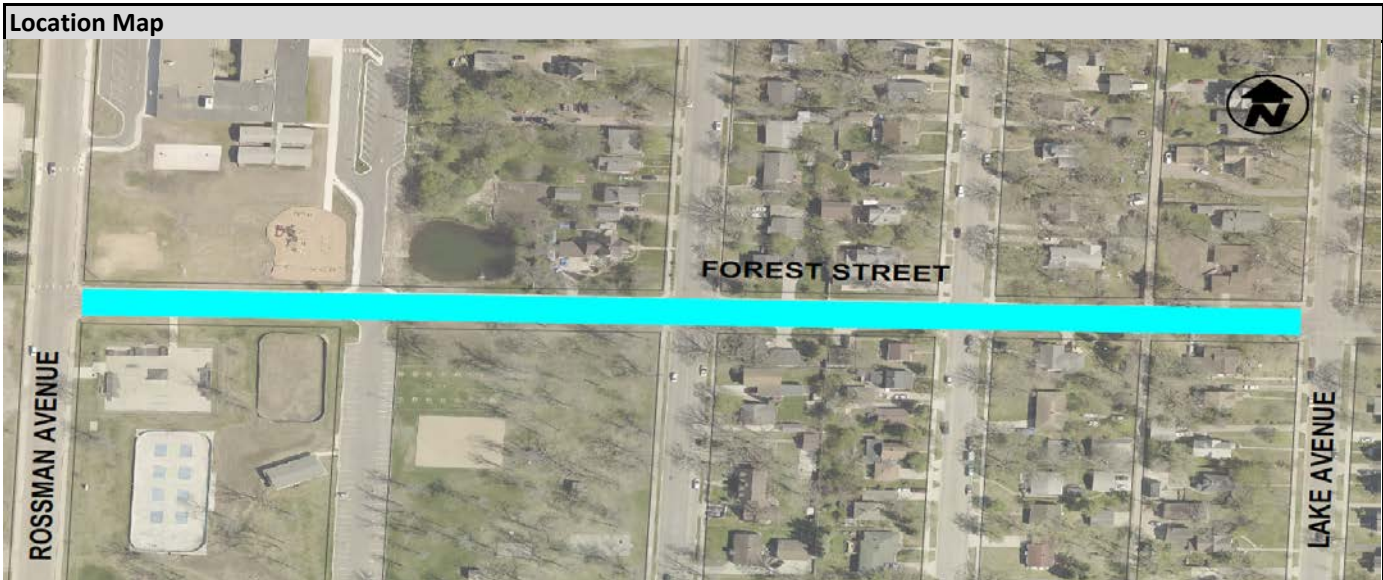 Location Map
N
FOREST STREET
ROSSMAN AVENUE
LAKE AVENUE